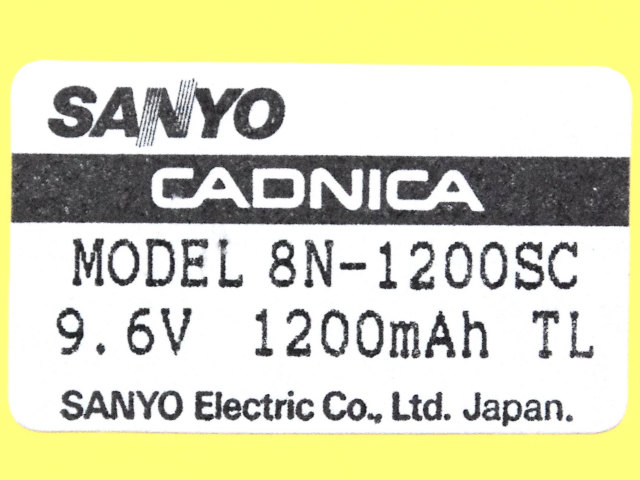 SANYO
CADNICA
MODEL 8N-1200SC
9.6V 1200mAh TL
SANYO Electric Co., Ltd. Japan.